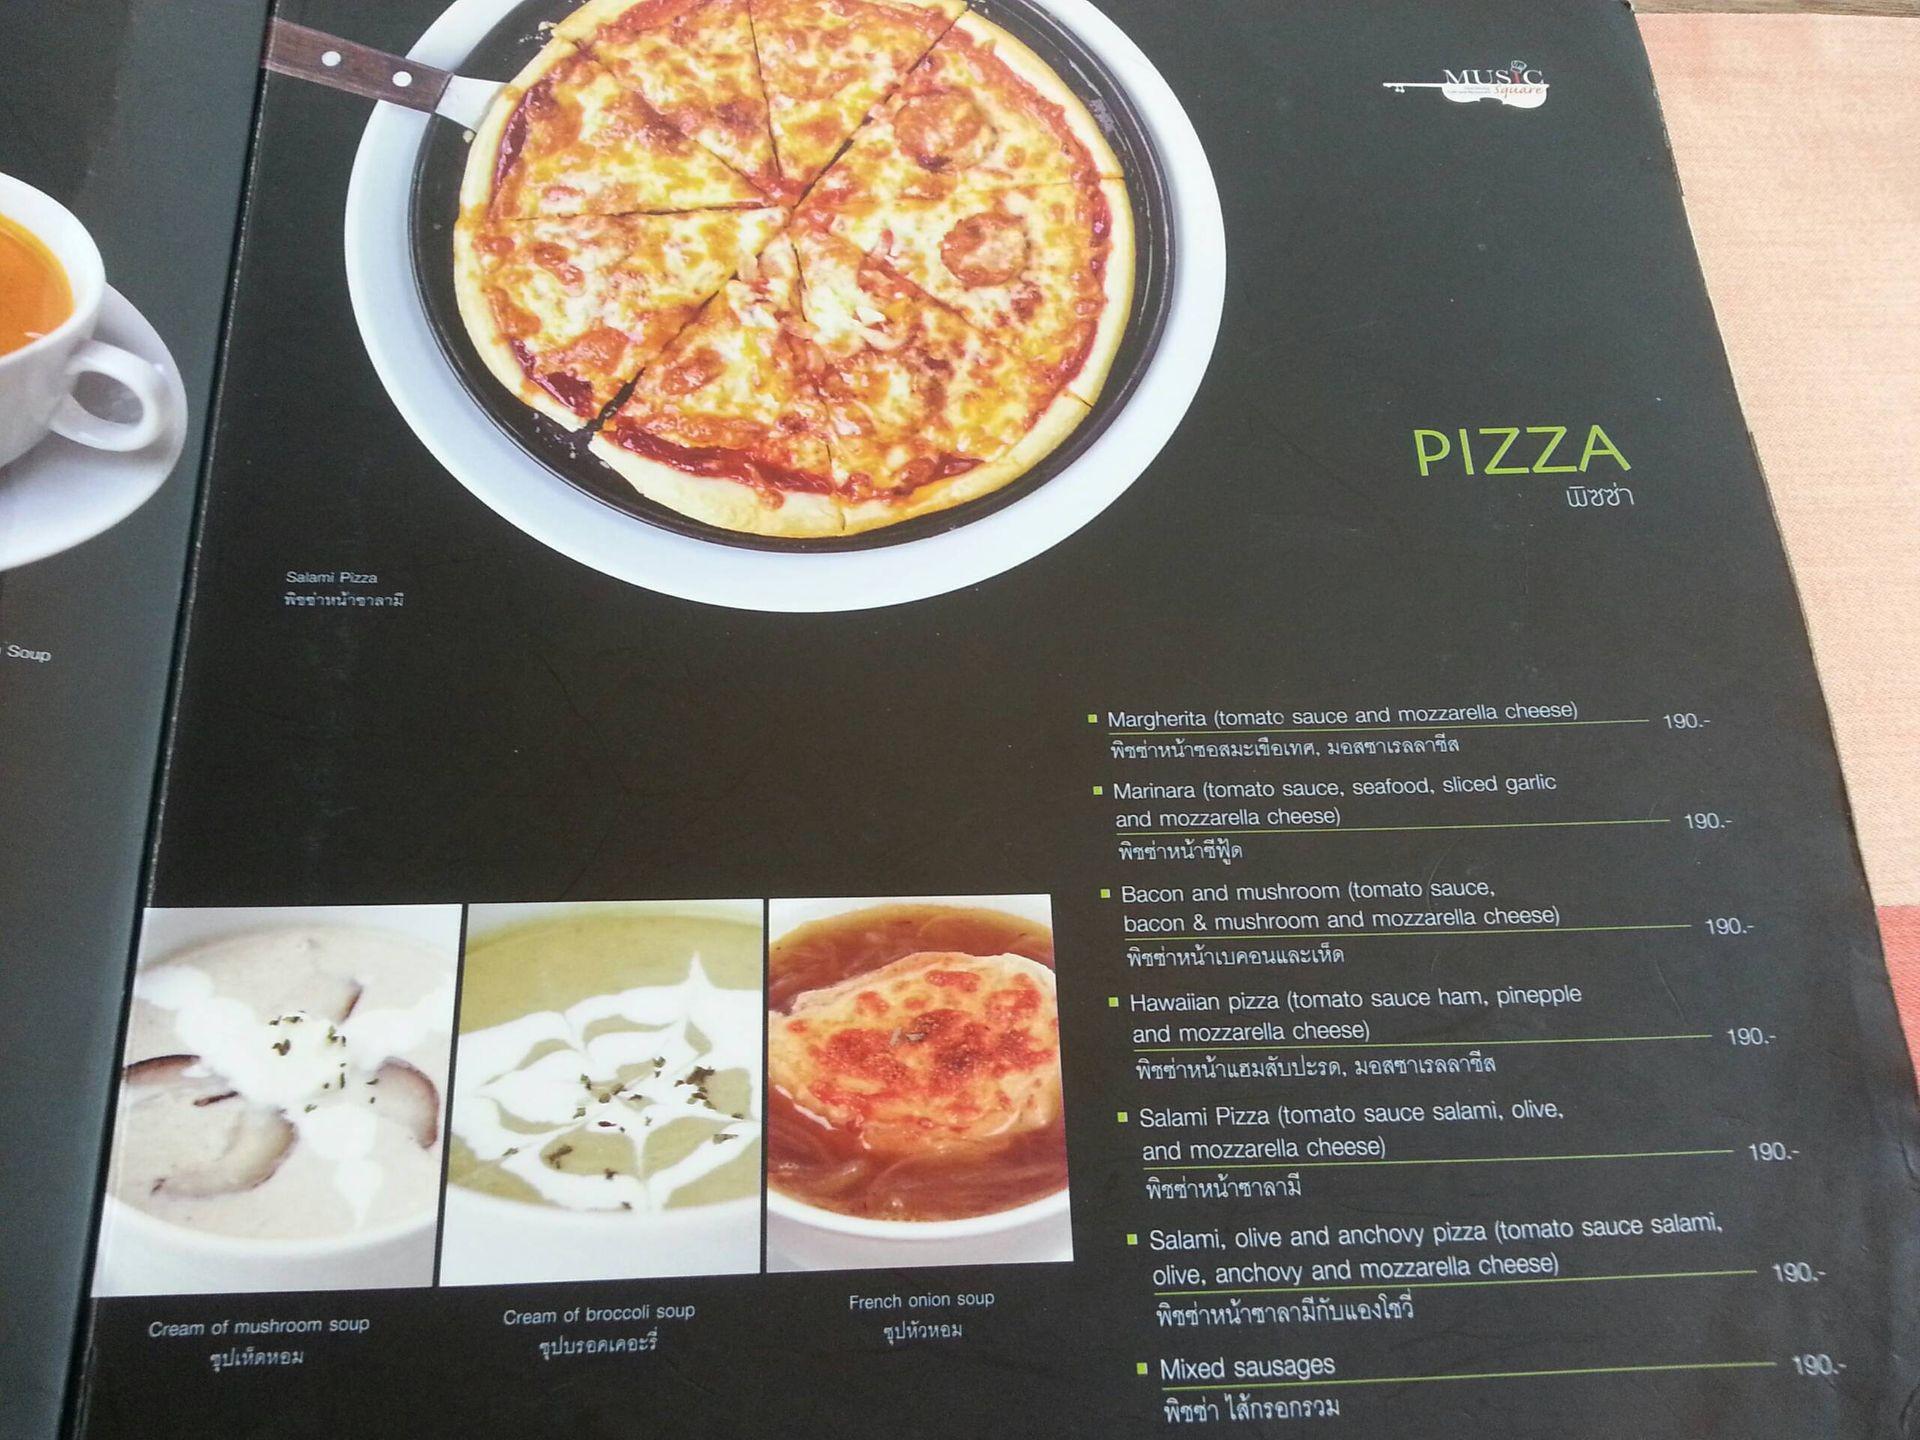 MUSIC
Square
PIZZA
พิซซ่า
Salami Pizza
พิซซ่าหน้าซาลามี
Soup
Margherita (tomato sauce and mozzarella cheese) 190.-
พิซซ่าหน้าซอสมะเขือเทศ, มอสซาเรลลาชีส
Marinara (tomato sauce, seafood, sliced garlic
and mozzarella cheese) 190.-
พิซซ่าหน้าซีฟู้ด
Bacon and mushroom (tomato sauce,
bacon & mushroom and mozzarella cheese) 190.-
พิซซ่าหน้าเบคอนและเห็ด
Hawaiian pizza (tomato sauce ham, pinepple
and mozzarella cheese) 190.-
พิซซ่าหน้าแฮมสับปะรด, มอสซาเรลลาชีส
Salami Pizza (tomato sauce salami, olive,
and mozzarella cheese) 190.-
พิซซ่าหน้าซาลามี
Salami, olive and anchovy pizza (tomato sauce salami,
olive, anchovy and mozzarella cheese) 190.-
พิซซ่าหน้าซาลามีกับแองโชวี่
Mixed sausages 190.-
พิซซ่า ไส้กรอกรวม
Cream of mushroom soup
ซุปเห็ดหอม
Cream of broccoli soup
ซุปบรอคเคอะรี่
French onion soup
ซุปหัวหอม